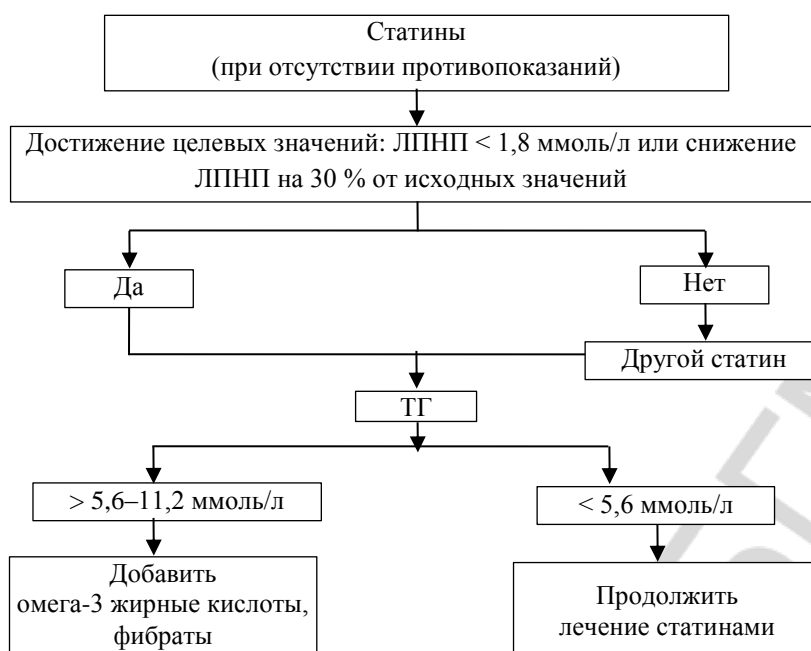 Статины
(при отсутствии противопоказаний)
Достижение целевых значений: ЛПНП < 1,8 ммоль/л или снижение
ЛПНП на 30 % от исходных значений
Да
Нет
Другой статин
ТГ
> 5,6–11,2 ммоль/л
< 5,6 ммоль/л
Добавить
омега-3 жирные кислоты,
фибраты
Продолжить
лечение статинами